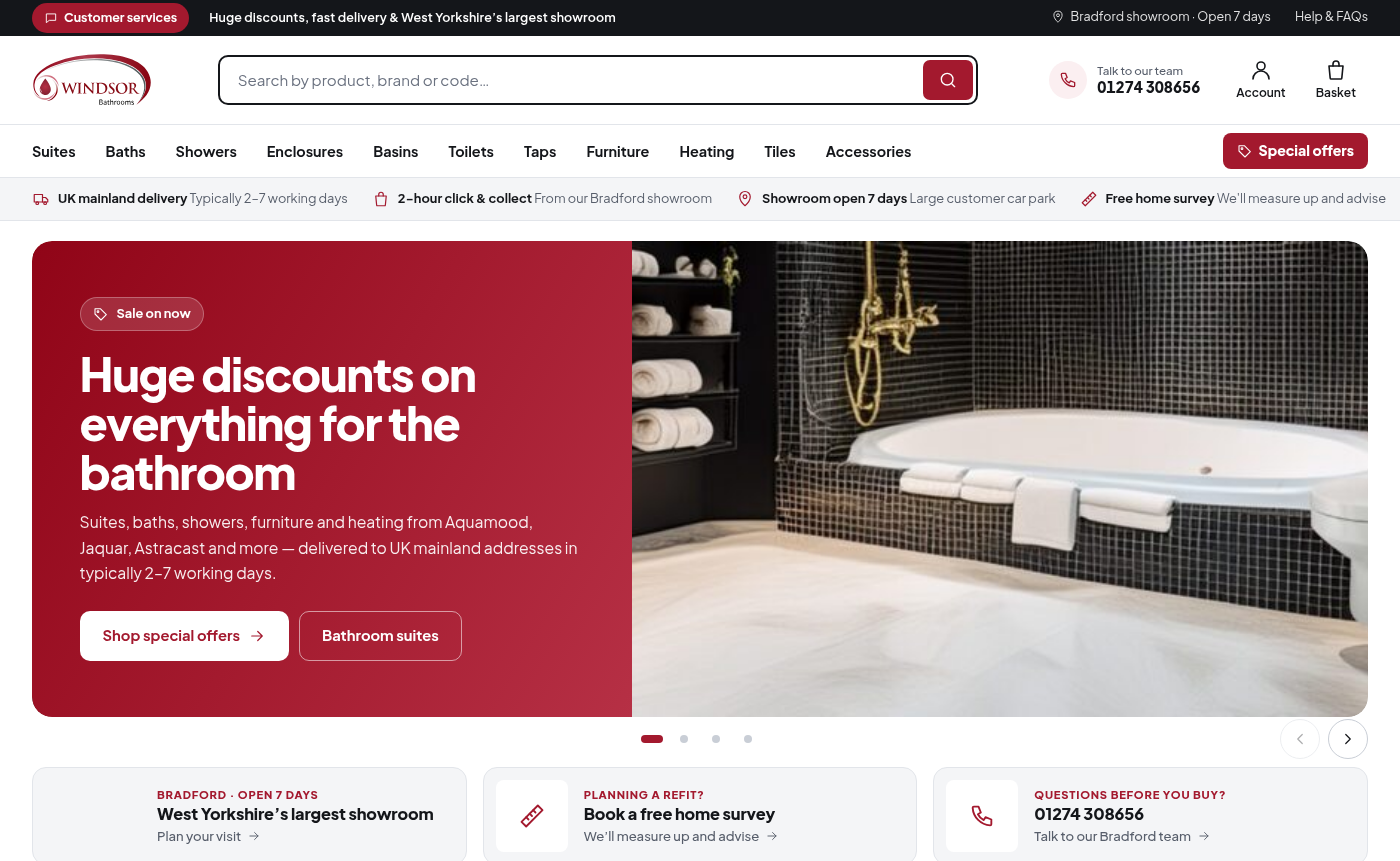 Customer services
Huge discounts, fast delivery & West Yorkshire's largest showroom
Bradford showroom · Open 7 days
Help & FAQs
WINDSOR
Bathrooms
Search by product, brand or code...
Talk to our team
01274 308656
Account
Basket
Suites
Baths
Showers
Enclosures
Basins
Toilets
Taps
Furniture
Heating
Tiles
Accessories
Special offers
UK mainland delivery Typically 2–7 working days
2-hour click & collect From our Bradford showroom
Showroom open 7 days Large customer car park
Free home survey We'll measure up and advise
Sale on now
Huge discounts on
everything for the
bathroom
Suites, baths, showers, furniture and heating from Aquamood,
Jaquar, Astracast and more — delivered to UK mainland addresses in
typically 2–7 working days.
Shop special offers
Bathroom suites
BRADFORD · OPEN 7 DAYS
West Yorkshire's largest showroom
Plan your visit
PLANNING A REFIT?
Book a free home survey
We'll measure up and advise
QUESTIONS BEFORE YOU BUY?
01274 308656
Talk to our Bradford team